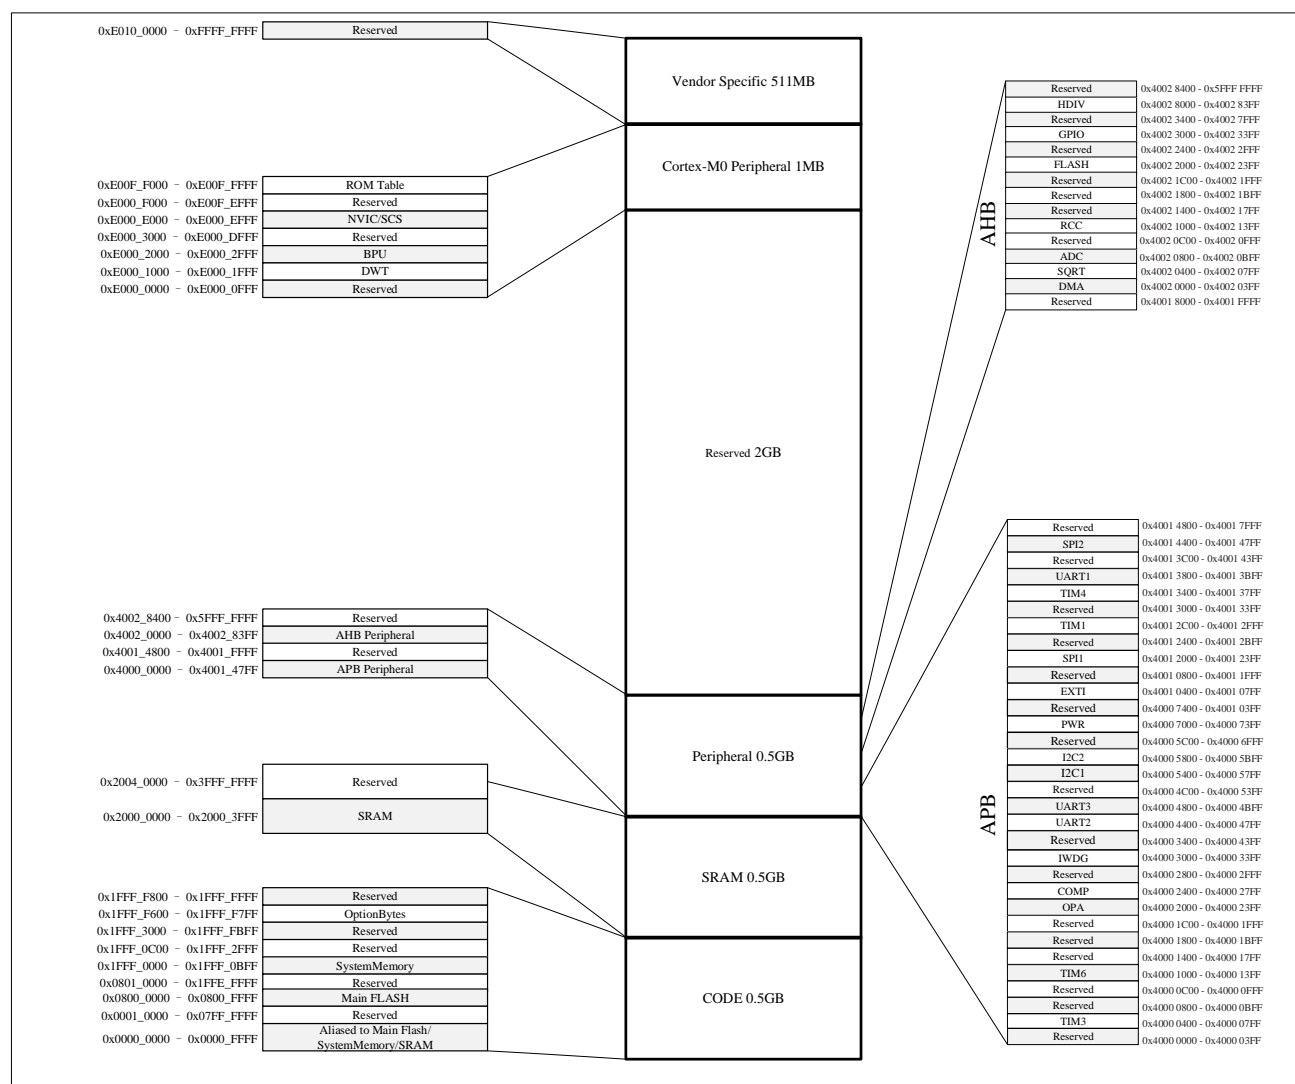 0xE010_0000 - 0xFFFF_FFFF Reserved
0xE00F_F000 - 0xE00F_FFFF ROM Table
0xE000_F000 - 0xE00F_EFFF Reserved
0xE000_E000 - 0xE000_EFFF NVIC/SCS
0xE000_3000 - 0xE000_DFFF Reserved
0xE000_2000 - 0xE000_2FFF BPU
0xE000_1000 - 0xE000_1FFF DWT
0xE000_0000 - 0xE000_0FFF Reserved
0x4002_8400 - 0x5FFF_FFFF Reserved
0x4002_0000 - 0x4002_83FF AHB Peripheral
0x4001_4800 - 0x4001_FFFF Reserved
0x4000_0000 - 0x4001_47FF APB Peripheral
0x2004_0000 - 0x3FFF_FFFF Reserved
0x2000_0000 - 0x2000_3FFF SRAM
0x1FFF_F800 - 0x1FFF_FFFF Reserved
0x1FFF_F600 - 0x1FFF_F7FF OptionBytes
0x1FFF_3000 - 0x1FFF_FBFF Reserved
0x1FFF_0C00 - 0x1FFF_2FFF Reserved
0x1FFF_0000 - 0x1FFF_0BFF SystemMemory
0x0801_0000 - 0x1FFE_FFFF Reserved
0x0800_0000 - 0x0800_FFFF Main FLASH
0x0001_0000 - 0x07FF_FFFF Reserved
0x0000_0000 - 0x0000_FFFF Aliased to Main Flash/
SystemMemory/SRAM
Vendor Specific 511MB
Cortex-M0 Peripheral 1MB
Reserved 2GB
Peripheral 0.5GB
SRAM 0.5GB
CODE 0.5GB
AHB
Reserved 0x4002 8400 - 0x5FFF FFFF
HDIV 0x4002 8000 - 0x4002 83FF
Reserved 0x4002 3400 - 0x4002 7FFF
GPIO 0x4002 3000 - 0x4002 33FF
Reserved 0x4002 2400 - 0x4002 2FFF
FLASH 0x4002 2000 - 0x4002 23FF
Reserved 0x4002 1C00 - 0x4002 1FFF
Reserved 0x4002 1800 - 0x4002 1BFF
Reserved 0x4002 1400 - 0x4002 17FF
RCC 0x4002 1000 - 0x4002 13FF
Reserved 0x4002 0C00 - 0x4002 0FFF
ADC 0x4002 0800 - 0x4002 0BFF
SQRT 0x4002 0400 - 0x4002 07FF
DMA 0x4002 0000 - 0x4002 03FF
Reserved 0x4001 8000 - 0x4001 FFFF
APB
Reserved 0x4001 4800 - 0x4001 7FFF
SPI2 0x4001 4400 - 0x4001 47FF
Reserved 0x4001 3C00 - 0x4001 43FF
UART1 0x4001 3800 - 0x4001 3BFF
TIM4 0x4001 3400 - 0x4001 37FF
Reserved 0x4001 3000 - 0x4001 33FF
TIM1 0x4001 2C00 - 0x4001 2FFF
Reserved 0x4001 2400 - 0x4001 2BFF
SPI1 0x4001 2000 - 0x4001 23FF
Reserved 0x4001 0800 - 0x4001 1FFF
EXTI 0x4001 0400 - 0x4001 07FF
Reserved 0x4000 7400 - 0x4001 03FF
PWR 0x4000 7000 - 0x4000 73FF
Reserved 0x4000 5C00 - 0x4000 6FFF
I2C2 0x4000 5800 - 0x4000 5BFF
I2C1 0x4000 5400 - 0x4000 57FF
Reserved 0x4000 4C00 - 0x4000 53FF
UART3 0x4000 4800 - 0x4000 4BFF
UART2 0x4000 4400 - 0x4000 47FF
Reserved 0x4000 3400 - 0x4000 43FF
IWDG 0x4000 3000 - 0x4000 33FF
Reserved 0x4000 2800 - 0x4000 2FFF
COMP 0x4000 2400 - 0x4000 27FF
OPA 0x4000 2000 - 0x4000 23FF
Reserved 0x4000 1C00 - 0x4000 1FFF
Reserved 0x4000 1800 - 0x4000 1BFF
Reserved 0x4000 1400 - 0x4000 17FF
TIM6 0x4000 1000 - 0x4000 13FF
Reserved 0x4000 0C00 - 0x4000 0FFF
Reserved 0x4000 0800 - 0x4000 0BFF
TIM3 0x4000 0400 - 0x4000 07FF
Reserved 0x4000 0000 - 0x4000 03FF